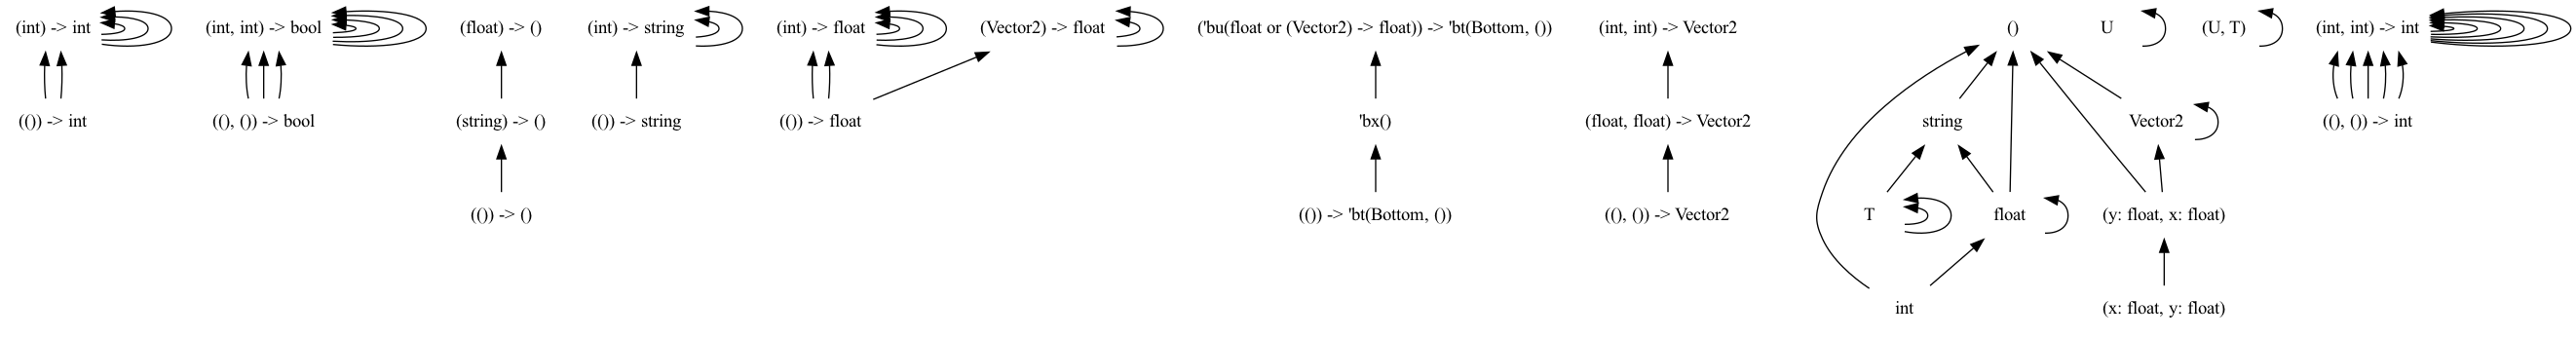 (int) -> int
(int, int) -> bool
(float) -> ()
(int) -> string
(int) -> float
(Vector2) -> float
('bu(float or (Vector2) -> float)) -> 'bt(Bottom, ())
(int, int) -> Vector2
()
U
(U, T)
(int, int) -> int
(()) -> int
((), ()) -> bool
(string) -> ()
(()) -> string
(()) -> float
'bx()
(float, float) -> Vector2
string
Vector2
((), ()) -> int
(()) -> ()
(()) -> 'bt(Bottom, ())
((), ()) -> Vector2
T
float
(y: float, x: float)
int
(x: float, y: float)